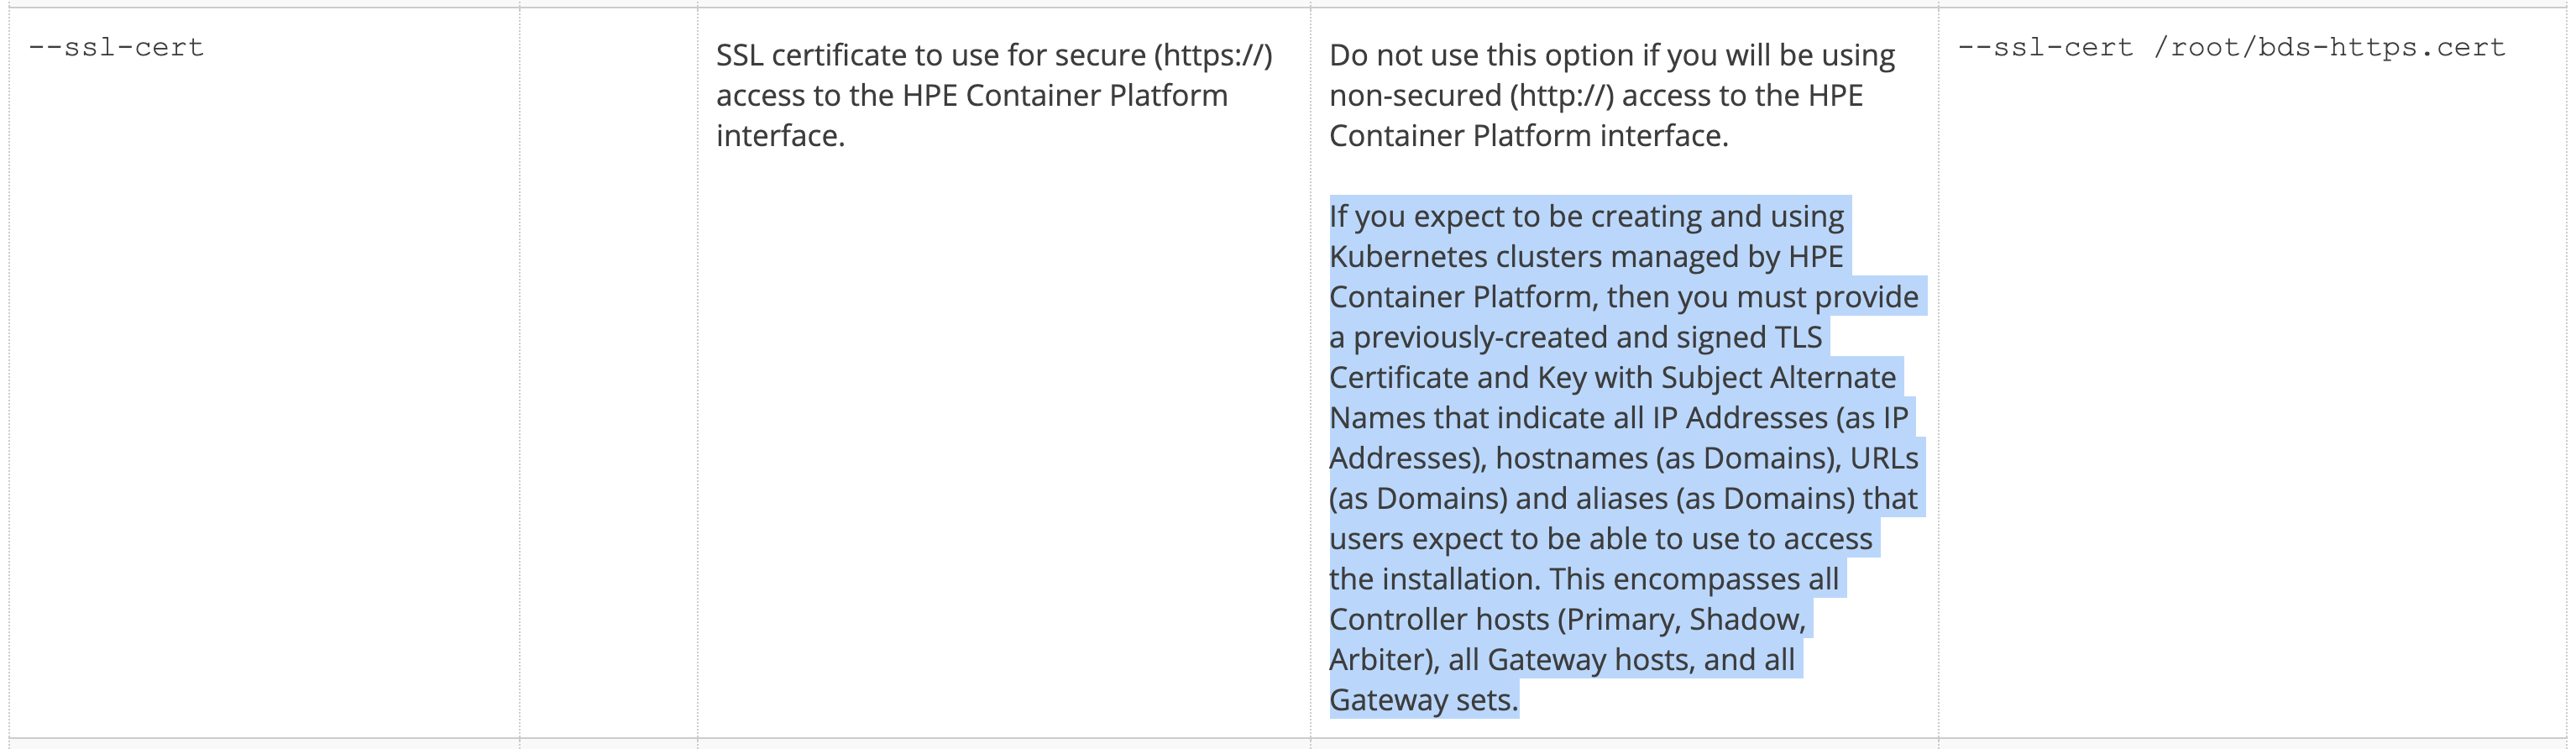 --ssl-cert
SSL certificate to use for secure (https://)
access to the HPE Container Platform
interface.
Do not use this option if you will be using
non-secured (http://) access to the HPE
Container Platform interface.
If you expect to be creating and using
Kubernetes clusters managed by HPE
Container Platform, then you must provide
a previously-created and signed TLS
Certificate and Key with Subject Alternate
Names that indicate all IP Addresses (as IP
Addresses), hostnames (as Domains), URLs
(as Domains) and aliases (as Domains) that
users expect to be able to use to access
the installation. This encompasses all
Controller hosts (Primary, Shadow,
Arbiter), all Gateway hosts, and all
Gateway sets.
--ssl-cert /root/bds-https.cert